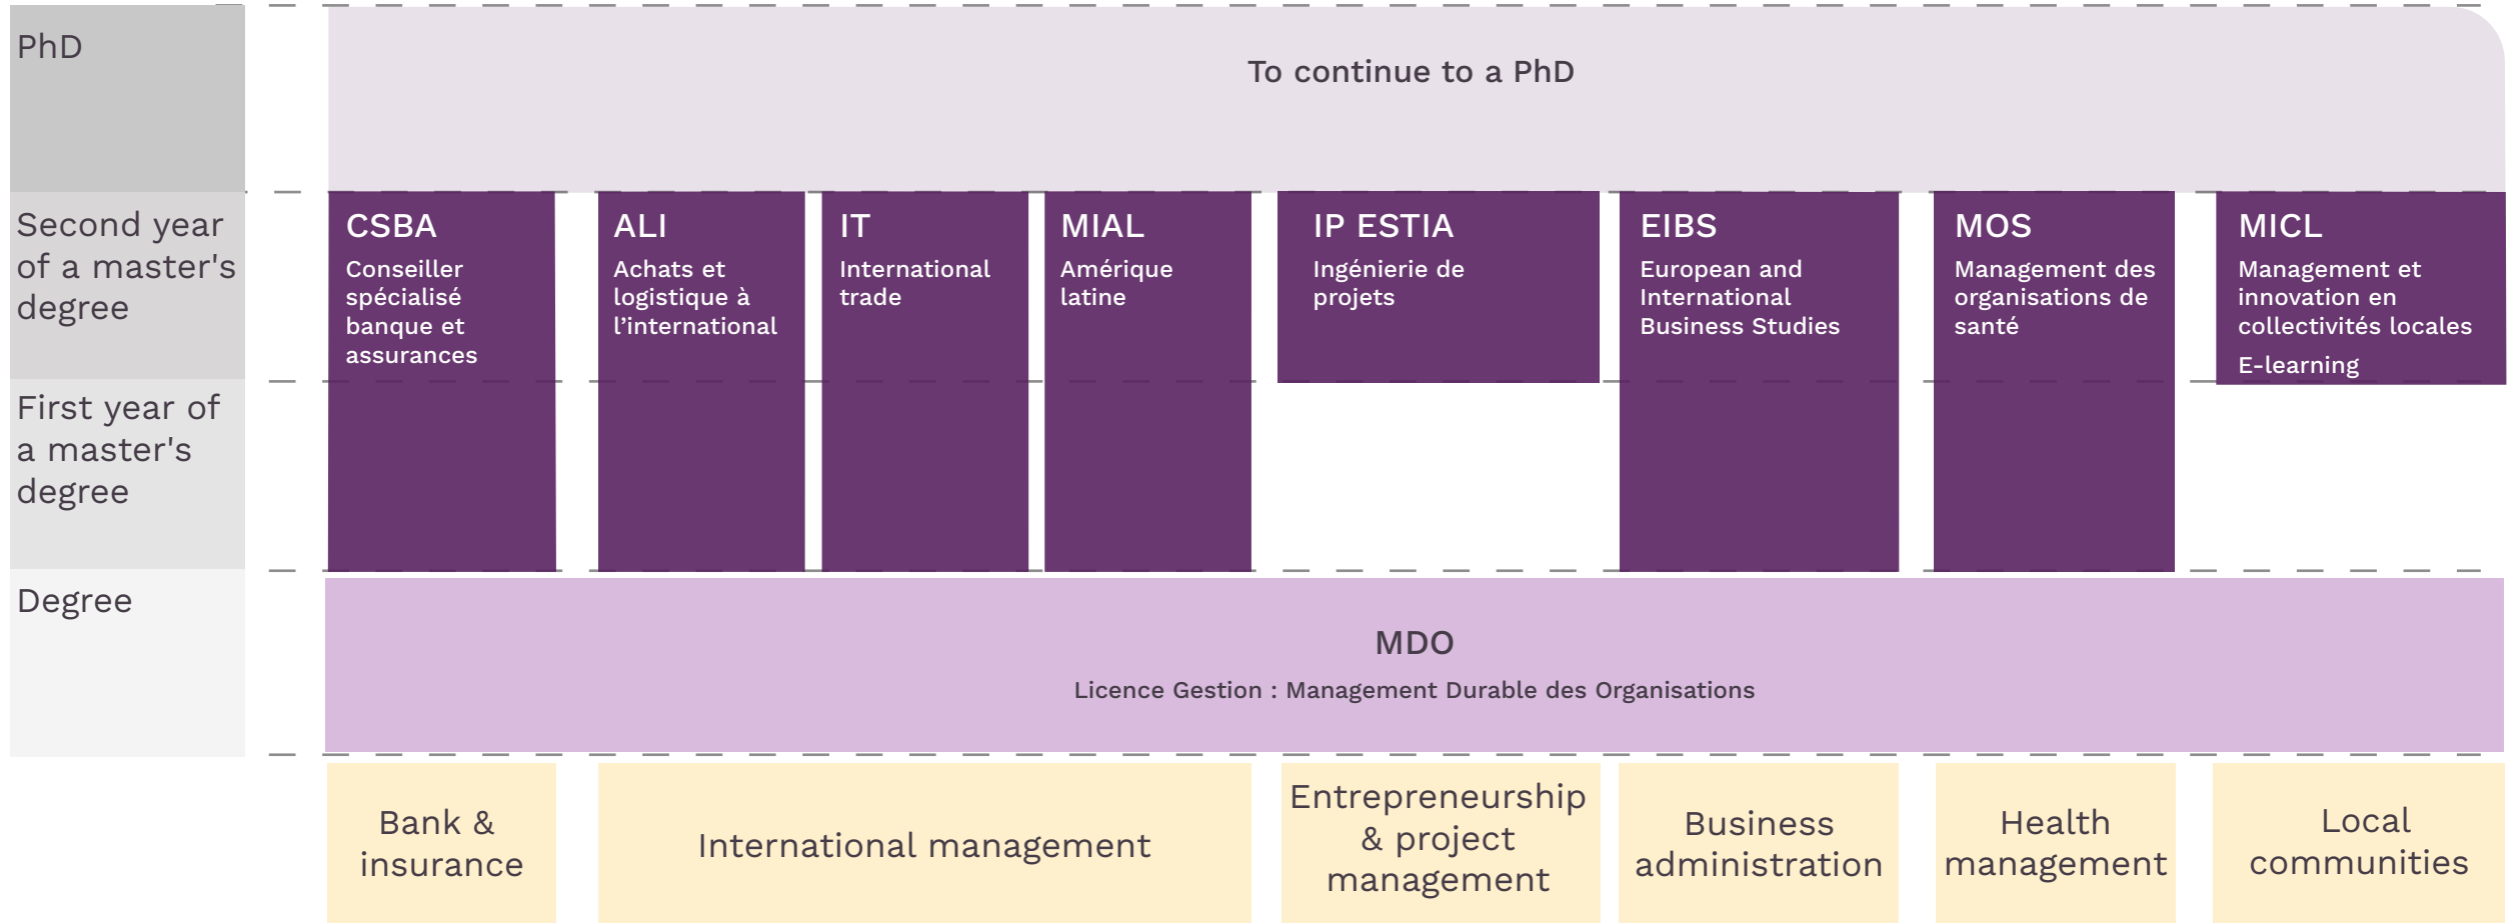 PhD
To continue to a PhD
Second year
of a master's
degree
CSBA
Conseiller
spécialisé
banque et
assurances
ALI
Achats et
logistique à
l’international
IT
International
trade
MIAL
Amérique
latine
IP ESTIA
Ingénierie de
projets
EIBS
European and
International
Business Studies
MOS
Management des
organisations de
santé
MICL
Management et
innovation en
collectivités locales
E-learning
First year of
a master's
degree
Degree
MDO
Licence Gestion : Management Durable des Organisations
Bank &
insurance
International management
Entrepreneurship
& project
management
Business
administration
Health
management
Local
communities